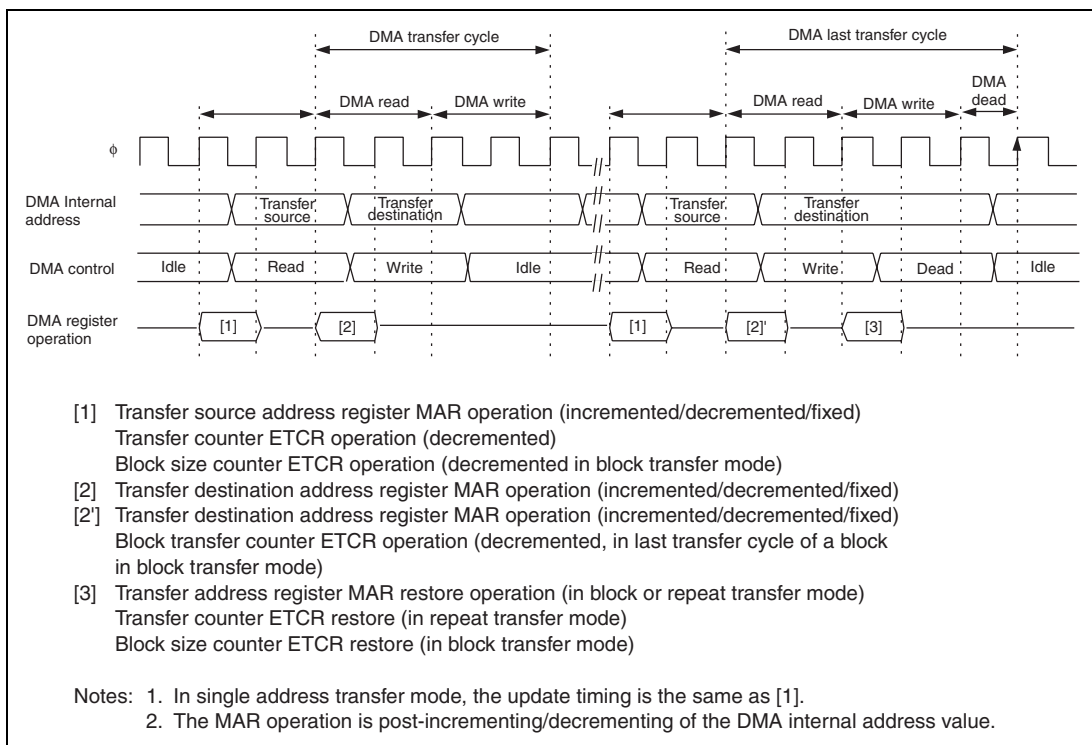 DMA transfer cycle DMA last transfer cycle
DMA read DMA write DMA read DMA write DMA dead
ϕ
DMA Internal address Transfer source Transfer destination Transfer source Transfer destination
DMA control Idle Read Write Idle Read Write Dead Idle
DMA register operation [1] [2] [1] [2]' [3]
[1] Transfer source address register MAR operation (incremented/decremented/fixed)
Transfer counter ETCR operation (decremented)
Block size counter ETCR operation (decremented in block transfer mode)
[2] Transfer destination address register MAR operation (incremented/decremented/fixed)
[2'] Transfer destination address register MAR operation (incremented/decremented/fixed)
Block transfer counter ETCR operation (decremented, in last transfer cycle of a block
in block transfer mode)
[3] Transfer address register MAR restore operation (in block or repeat transfer mode)
Transfer counter ETCR restore (in repeat transfer mode)
Block size counter ETCR restore (in block transfer mode)
Notes: 1. In single address transfer mode, the update timing is the same as [1].
2. The MAR operation is post-incrementing/decrementing of the DMA internal address value.